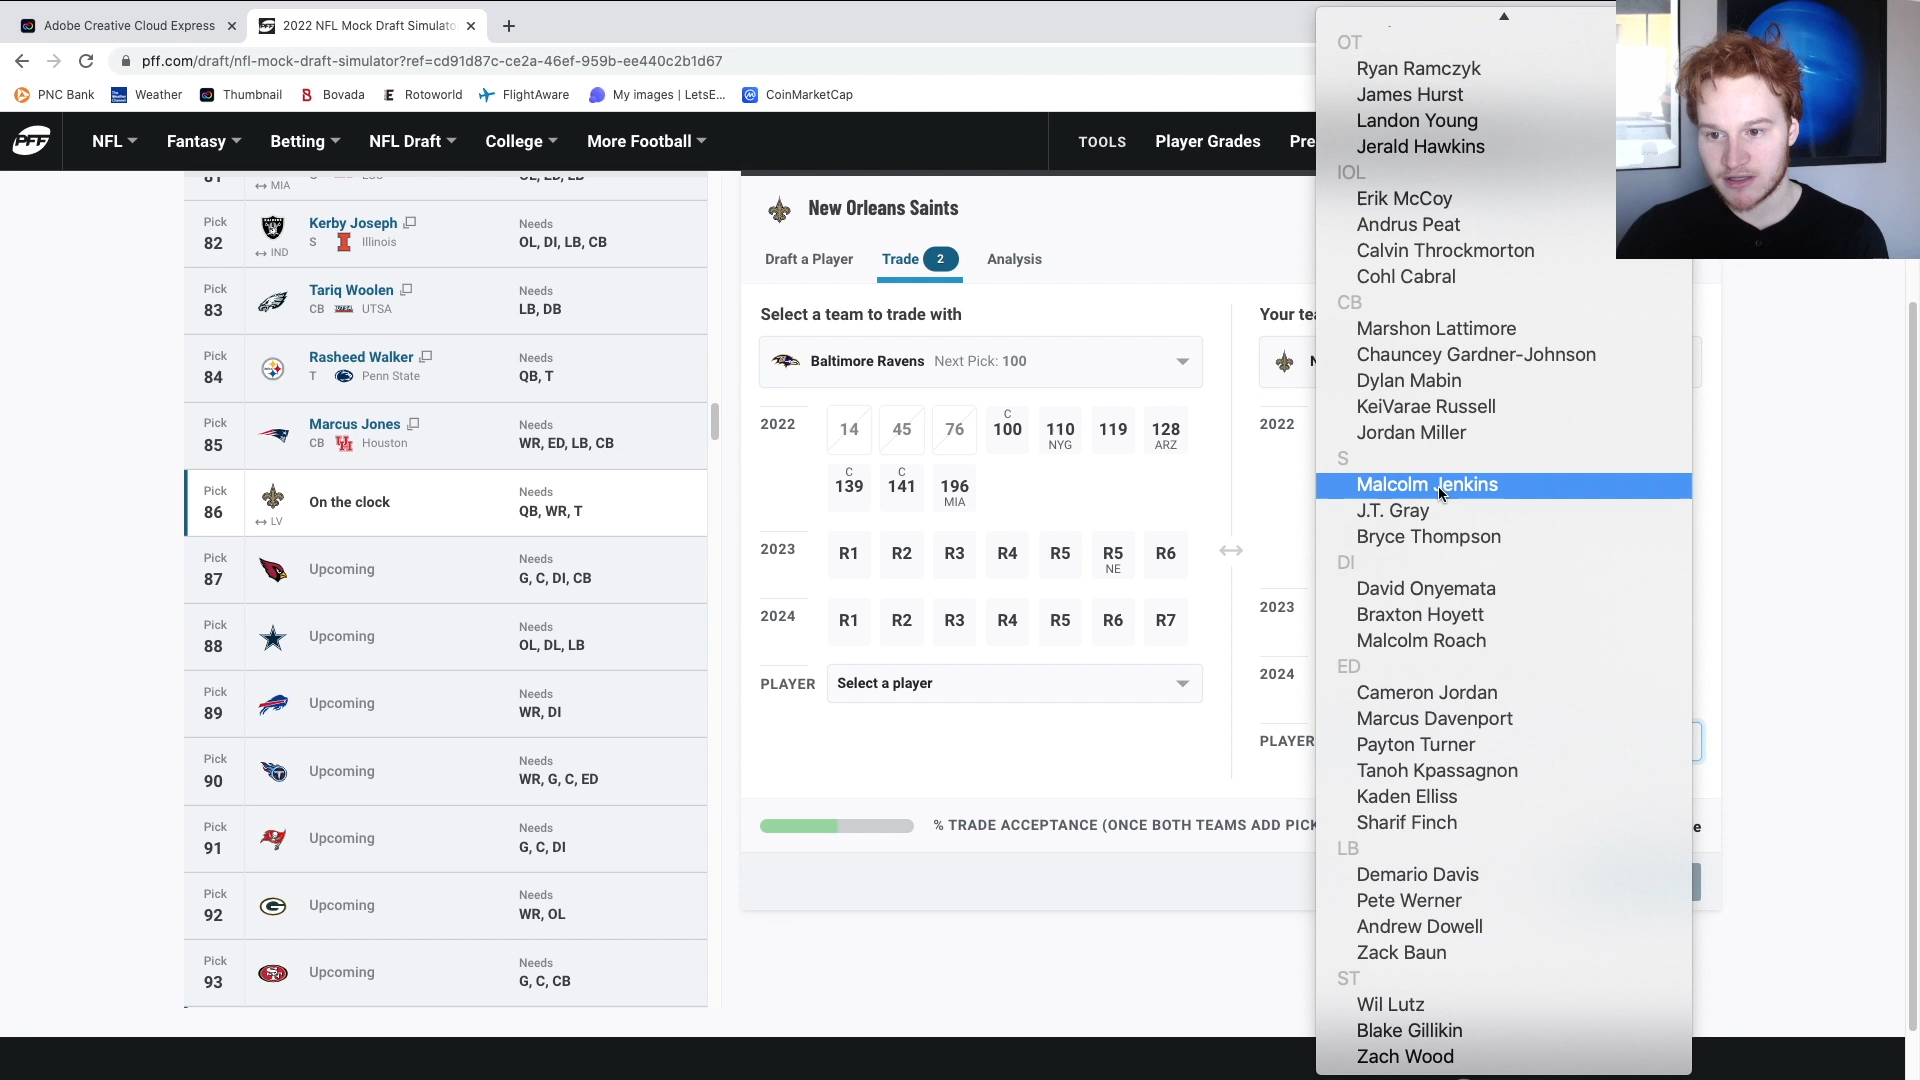 Adobe Creative Cloud Express
2022 NFL Mock Draft Simulato
pff.com/draft/nfl-mock-draft-simulator?ref=cd91d87c-ce2a-46ef-959b-ee440c2b1d67
PNC Bank
Weather
Thumbnail
Bovada
Rotoworld
FlightAware
My images | LetsE...
CoinMarketCap
PFF
NFL
Fantasy
Betting
NFL Draft
College
More Football
TOOLS
Player Grades
Pre
MIA
Pick
82
IND
Kerby Joseph
S Illinois
Needs
OL, DI, LB, CB
Pick
83
Tariq Woolen
CB UTSA
Needs
LB, DB
Pick
84
Rasheed Walker
T Penn State
Needs
QB, T
Pick
85
Marcus Jones
CB Houston
Needs
WR, ED, LB, CB
Pick
86
LV
On the clock
Needs
QB, WR, T
Pick
87
Upcoming
Needs
G, C, DI, CB
Pick
88
Upcoming
Needs
OL, DL, LB
Pick
89
Upcoming
Needs
WR, DI
Pick
90
Upcoming
Needs
WR, G, C, ED
Pick
91
Upcoming
Needs
G, C, DI
Pick
92
Upcoming
Needs
WR, OL
Pick
93
Upcoming
Needs
G, C, CB
New Orleans Saints
Draft a Player
Trade 2
Analysis
Select a team to trade with
Baltimore Ravens Next Pick: 100
2022
14
45
76
C
100
110
NYG
119
128
ARZ
C
139
C
141
196
MIA
2023
R1
R2
R3
R4
R5
R5
NE
R6
2024
R1
R2
R3
R4
R5
R6
R7
PLAYER
Select a player
% TRADE ACCEPTANCE (ONCE BOTH TEAMS ADD PICK
Your te
N
2022
2023
2024
PLAYER
e
OT
Ryan Ramczyk
James Hurst
Landon Young
Jerald Hawkins
IOL
Erik McCoy
Andrus Peat
Calvin Throckmorton
Cohl Cabral
CB
Marshon Lattimore
Chauncey Gardner-Johnson
Dylan Mabin
KeiVarae Russell
Jordan Miller
S
Malcolm Jenkins
J.T. Gray
Bryce Thompson
DI
David Onyemata
Braxton Hoyett
Malcolm Roach
ED
Cameron Jordan
Marcus Davenport
Payton Turner
Tanoh Kpassagnon
Kaden Elliss
Sharif Finch
LB
Demario Davis
Pete Werner
Andrew Dowell
Zack Baun
ST
Wil Lutz
Blake Gillikin
Zach Wood